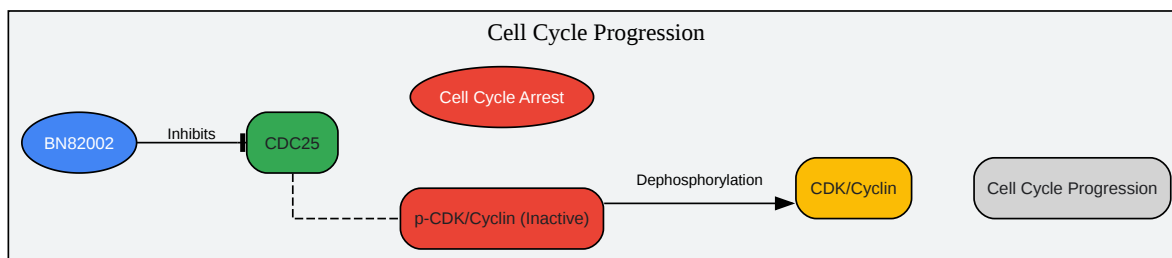 Cell Cycle Progression
Cell Cycle Arrest
BN82002
Inhibits
CDC25
p-CDK/Cyclin (Inactive)
Dephosphorylation
CDK/Cyclin
Cell Cycle Progression